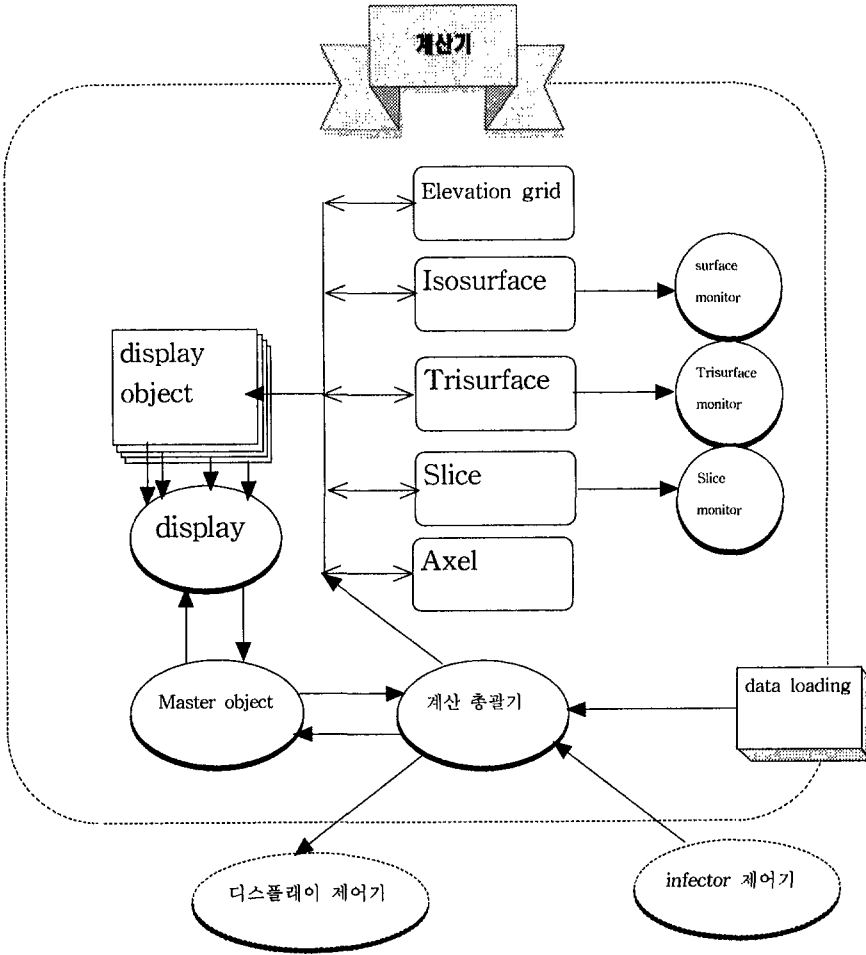 계산기
Elevation grid
Isosurface
surface
monitor
display
object
Trisurface
Trisurface
monitor
Slice
Slice
monitor
display
Axel
Master object
계산 총괄기
data loading
디스플레이 제어기
infector 제어기